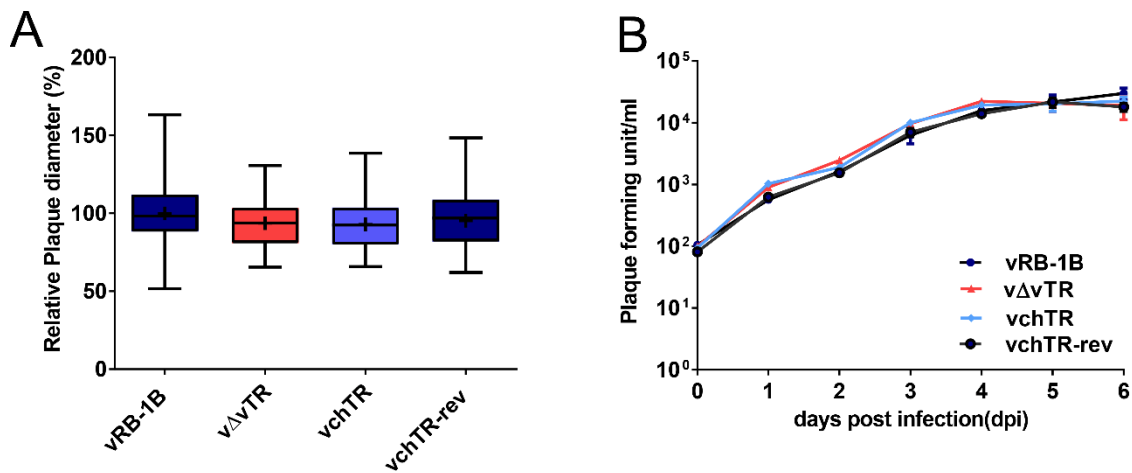 A
Relative Plaque diameter (%)
200
150
100
50
0
vRB-1B
vΔvTR
vchTR
vchTR-rev
B
Plaque forming unit/ml
10⁵
10⁴
10³
10²
10¹
10⁰
0 1 2 3 4 5 6
days post infection(dpi)
vRB-1B
vΔvTR
vchTR
vchTR-rev